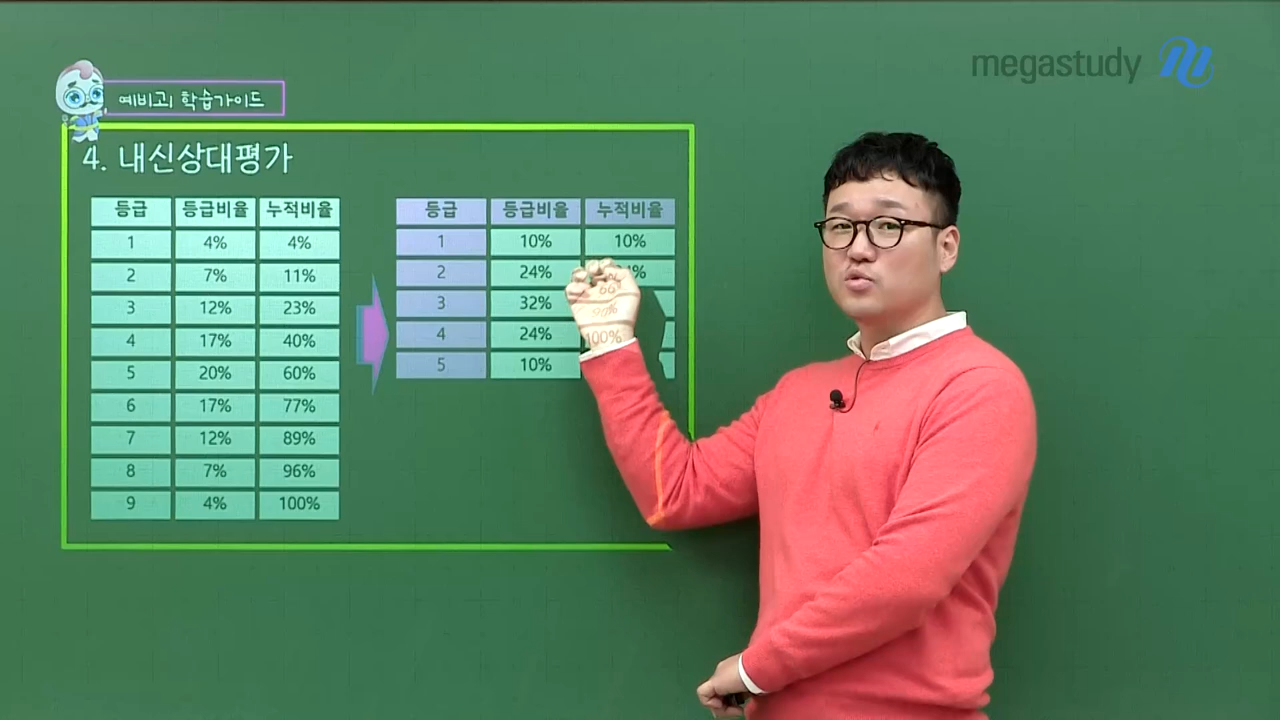 megastudy
예비고1 학습가이드
4. 내신상대평가
등급 등급비율 누적비율
1 4% 4%
2 7% 11%
3 12% 23%
4 17% 40%
5 20% 60%
6 17% 77%
7 12% 89%
8 7% 96%
9 4% 100%
등급 등급비율 누적비율
1 10% 10%
2 24%
3 32% 66%
4 24% 90%
5 10% 100%